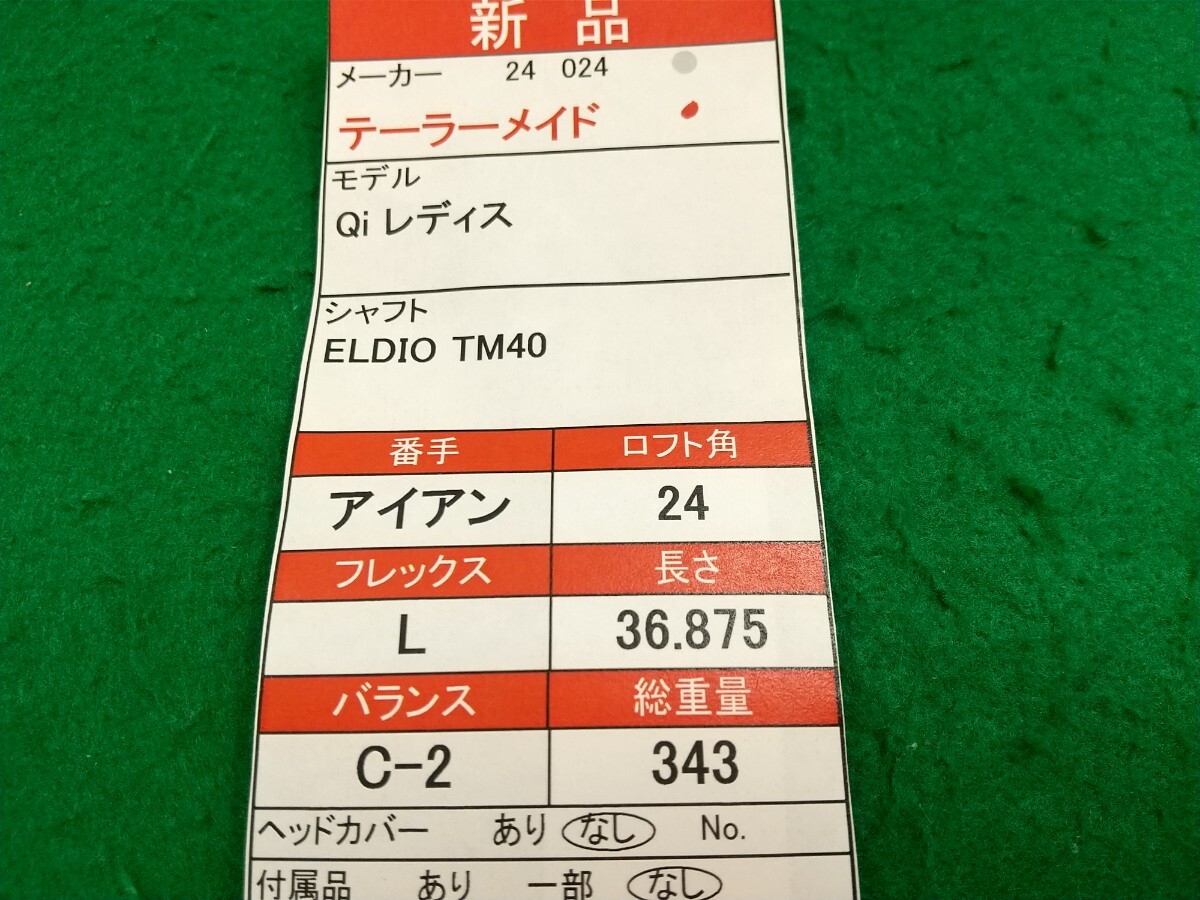 新 品
メーカー 24 024
テーラーメイド
モデル
Qi レディス
シャフト
ELDIO TM40
番手 ロフト角
アイアン 24
フレックス 長さ
L 36.875
バランス 総重量
C-2 343
ヘッドカバー あり なし No.
付属品 あり 一部 なし